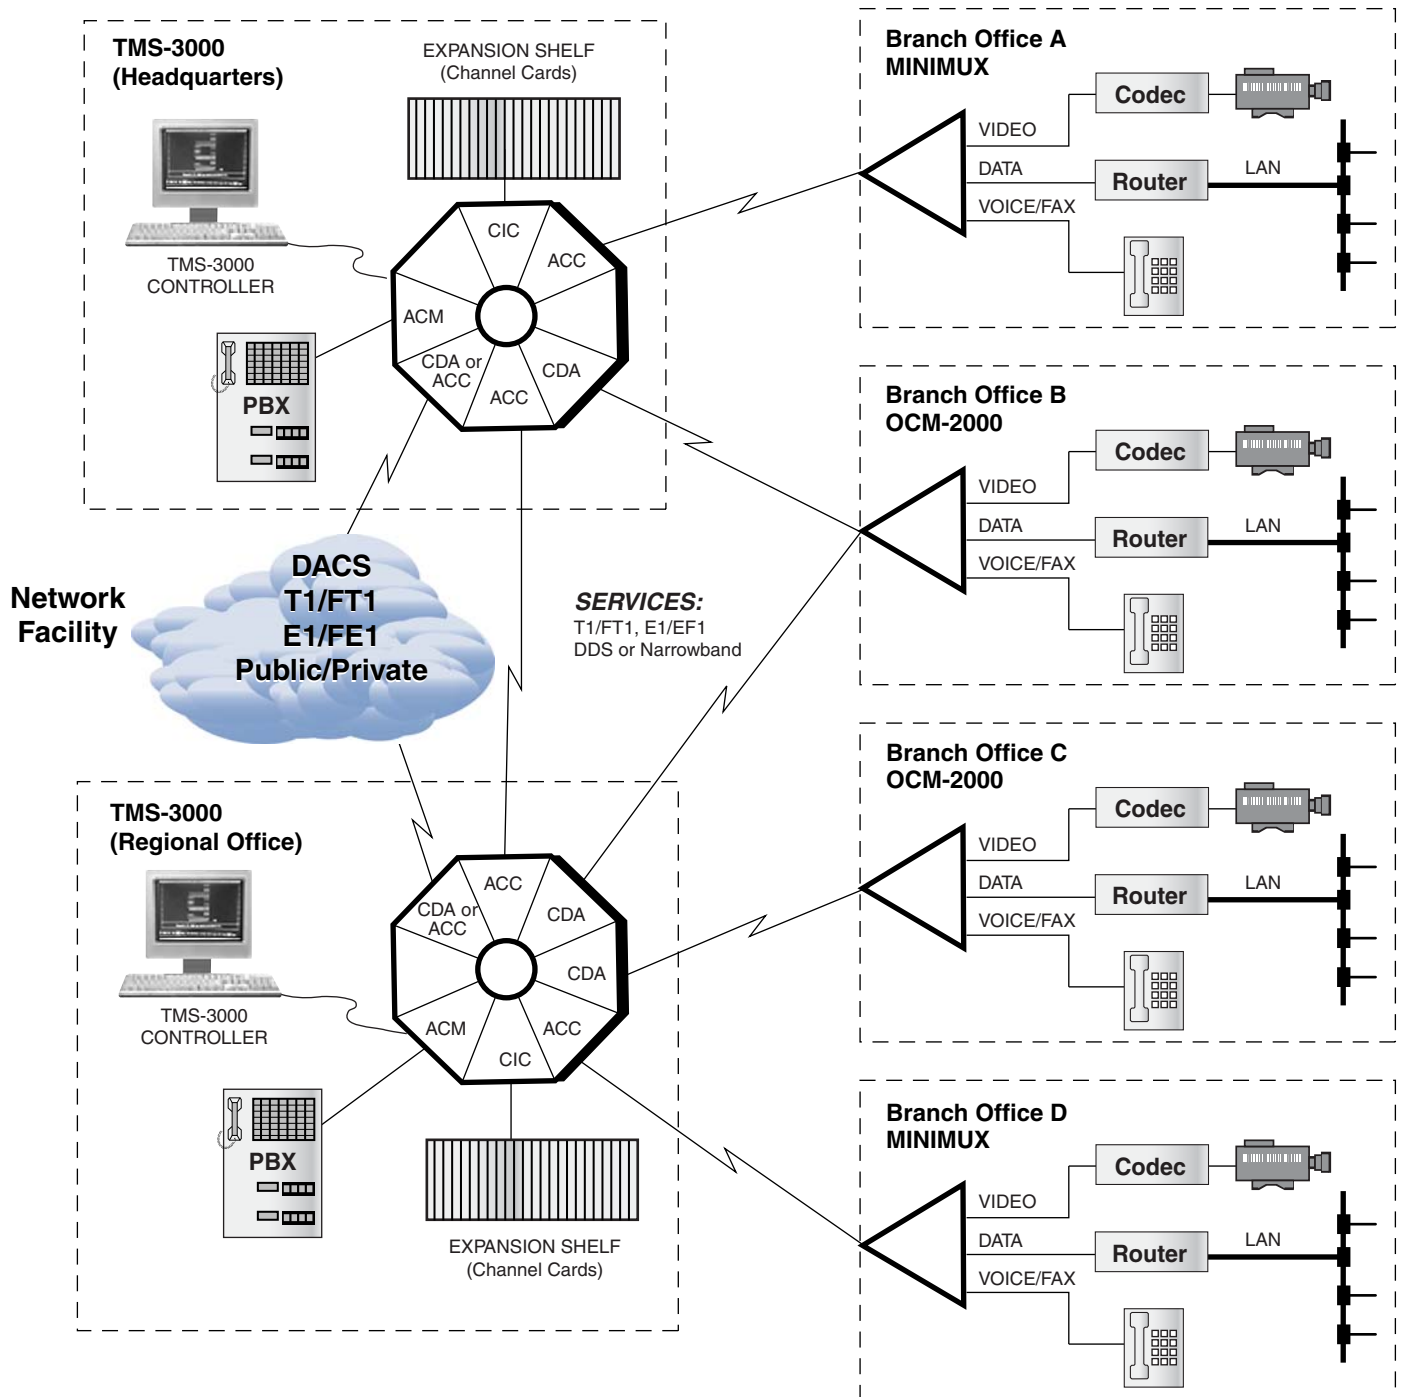 TMS-3000
(Headquarters)
EXPANSION SHELF
(Channel Cards)
TMS-3000
CONTROLLER
PBX
CIC
ACC
ACM
CDA or
ACC
ACC
CDA
Network
Facility
DACS
T1/FT1
E1/FE1
Public/Private
SERVICES:
T1/FT1, E1/EF1
DDS or Narrowband
TMS-3000
(Regional Office)
TMS-3000
CONTROLLER
PBX
ACC
CDA or
ACC
CDA
CDA
ACM
ACC
CIC
EXPANSION SHELF
(Channel Cards)
Branch Office A
MINIMUX
VIDEO
Codec
DATA
Router
LAN
VOICE/FAX
Branch Office B
OCM-2000
VIDEO
Codec
DATA
Router
LAN
VOICE/FAX
Branch Office C
OCM-2000
VIDEO
Codec
DATA
Router
LAN
VOICE/FAX
Branch Office D
MINIMUX
VIDEO
Codec
DATA
Router
LAN
VOICE/FAX